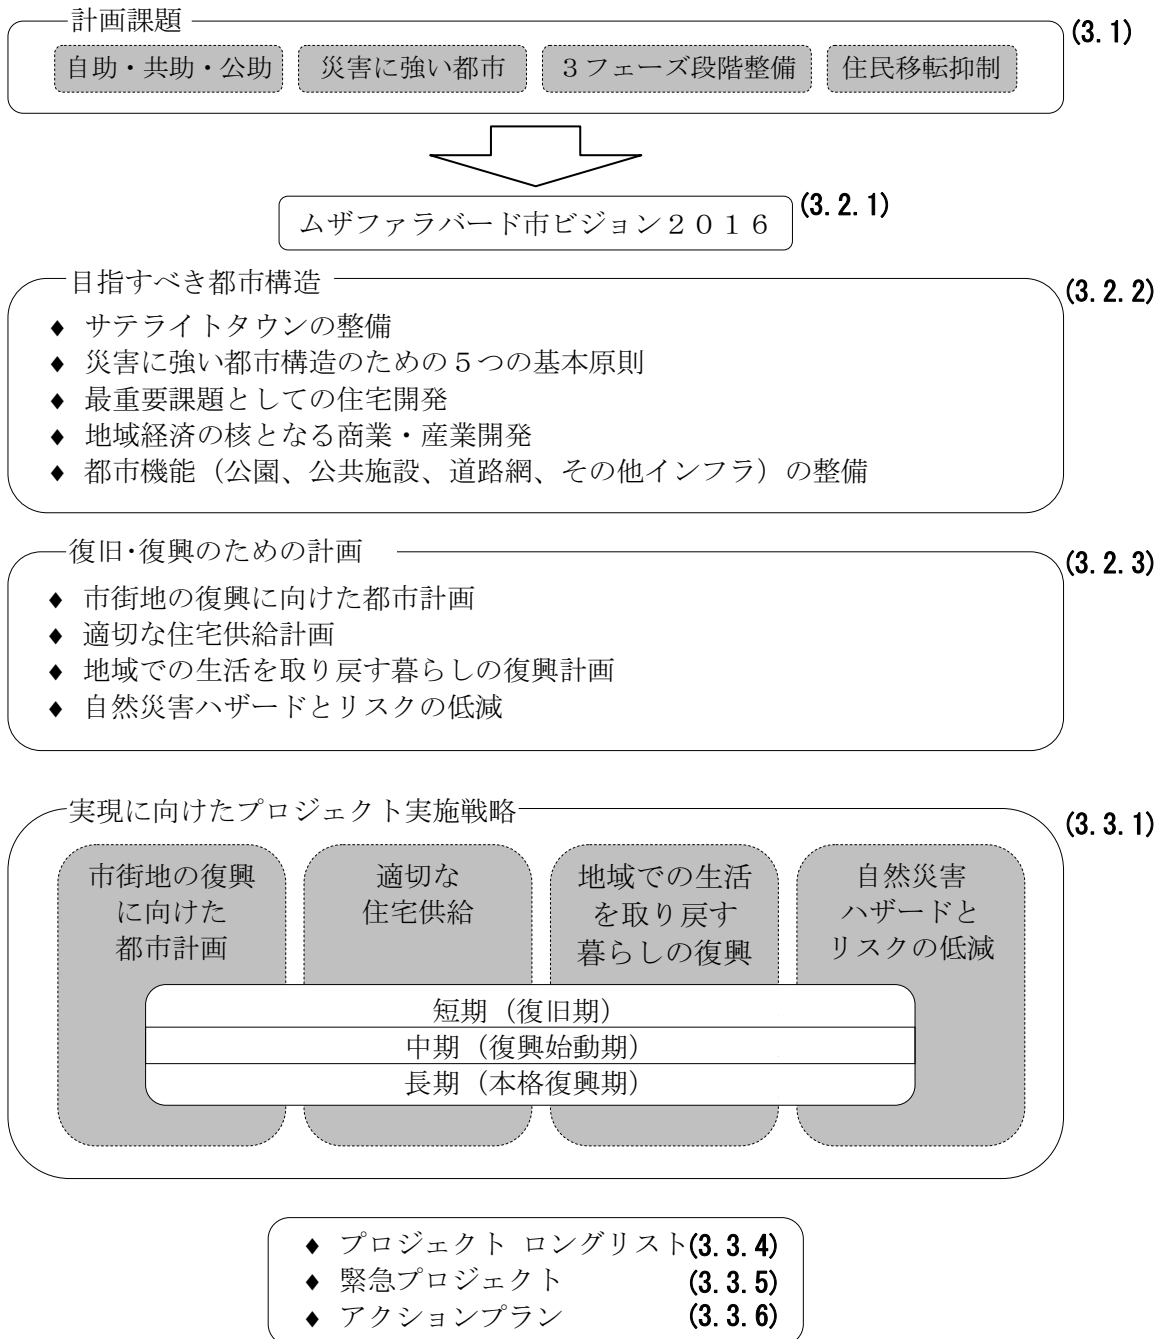 計画課題
(3.1)
自助・共助・公助
災害に強い都市
3フェーズ段階整備
住民移転抑制
ムザファラバード市ビジョン2016
(3.2.1)
目指すべき都市構造
(3.2.2)
♦ サテライトタウンの整備
♦ 災害に強い都市構造のための5つの基本原則
♦ 最重要課題としての住宅開発
♦ 地域経済の核となる商業・産業開発
♦ 都市機能（公園、公共施設、道路網、その他インフラ）の整備
復旧・復興のための計画
(3.2.3)
♦ 市街地の復興に向けた都市計画
♦ 適切な住宅供給計画
♦ 地域での生活を取り戻す暮らしの復興計画
♦ 自然災害ハザードとリスクの低減
実現に向けたプロジェクト実施戦略
(3.3.1)
市街地の復興
に向けた
都市計画
適切な
住宅供給
地域での生活
を取り戻す
暮らしの復興
自然災害
ハザードと
リスクの低減
短期（復旧期）
中期（復興始動期）
長期（本格復興期）
♦ プロジェクト ロングリスト(3.3.4)
♦ 緊急プロジェクト (3.3.5)
♦ アクションプラン (3.3.6)